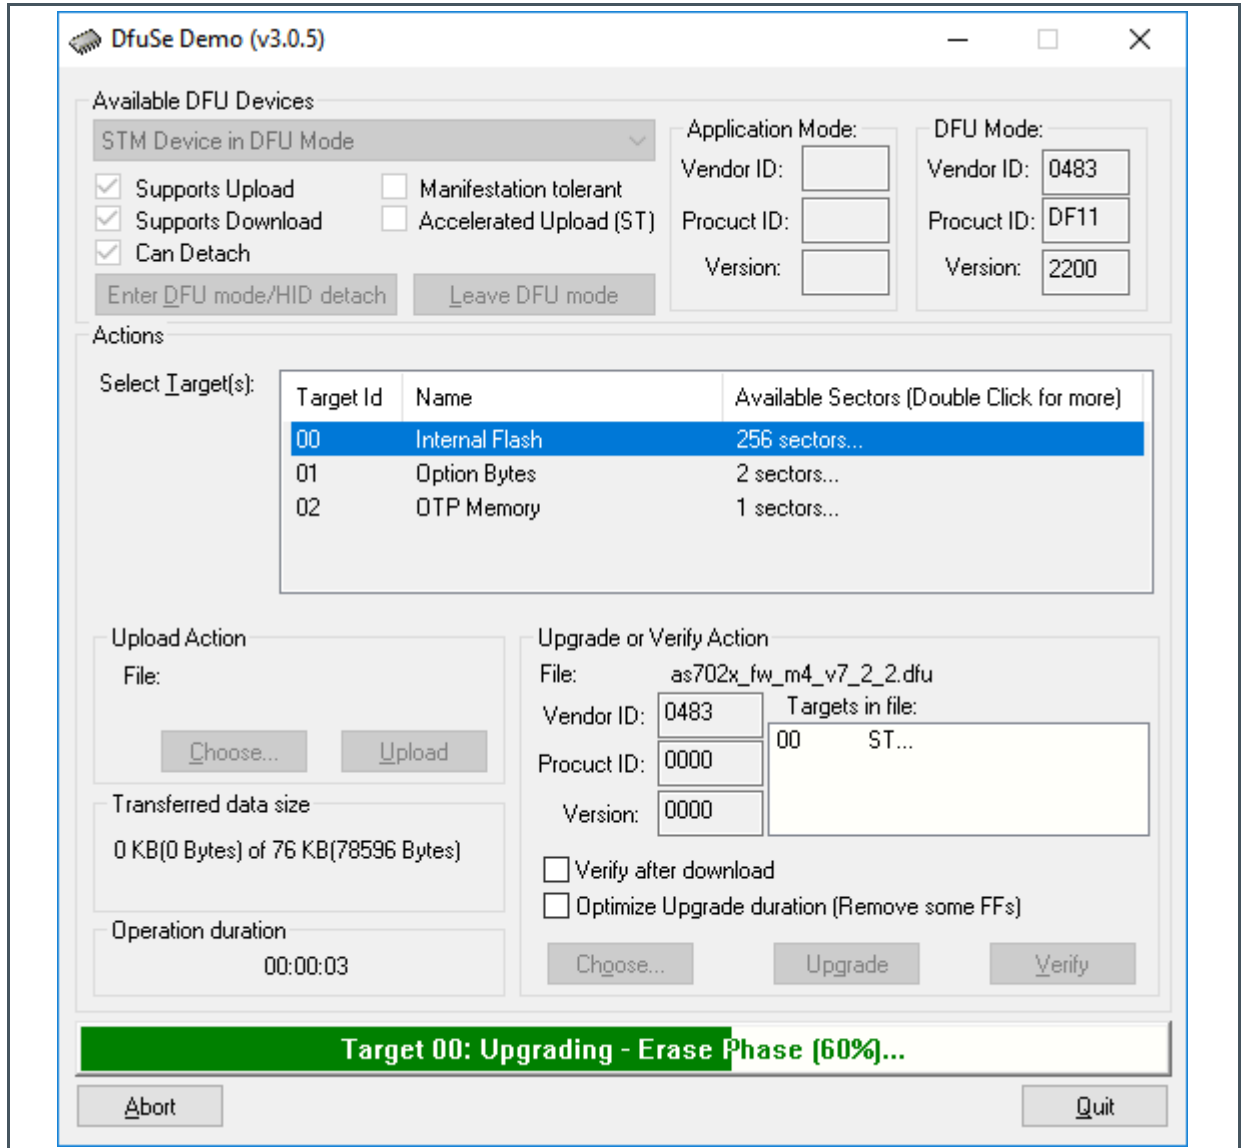 DfuSe Demo (v3.0.5)
Available DFU Devices
STM Device in DFU Mode
Supports Upload
Manifestation tolerant
Supports Download
Accelerated Upload (ST)
Can Detach
Enter DFU mode/HID detach
Leave DFU mode
Application Mode:
Vendor ID:
Procuct ID:
Version:
DFU Mode:
Vendor ID: 0483
Procuct ID: DF11
Version: 2200
Actions
Select Target(s):
Target Id Name Available Sectors (Double Click for more)
00 Internal Flash 256 sectors...
01 Option Bytes 2 sectors...
02 OTP Memory 1 sectors...
Upload Action
File:
Choose...
Upload
Transferred data size
0 KB(0 Bytes) of 76 KB(78596 Bytes)
Operation duration
00:00:03
Upgrade or Verify Action
File: as702x_fw_m4_v7_2_2.dfu
Vendor ID: 0483
Procuct ID: 0000
Version: 0000
Targets in file:
00 ST...
Verify after download
Optimize Upgrade duration (Remove some FFs)
Choose...
Upgrade
Verify
Target 00: Upgrading - Erase Phase (60%)...
Abort
Quit